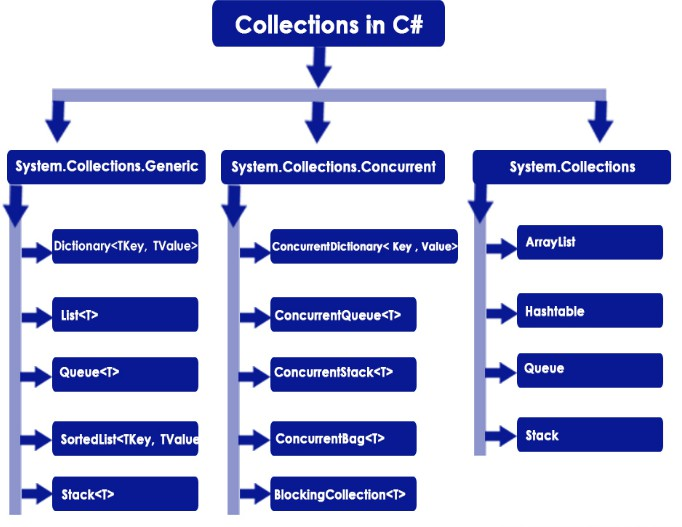 Collections in C#
System.Collections.Generic
Dictionary<TKey, TValue>
List<T>
Queue<T>
SortedList<TKey, TValue
Stack<T>
System.Collections.Concurrent
ConcurrentDictionary< Key , Value>
ConcurrentQueue<T>
ConcurrentStack<T>
ConcurrentBag<T>
BlockingCollection<T>
System.Collections
ArrayList
Hashtable
Queue
Stack